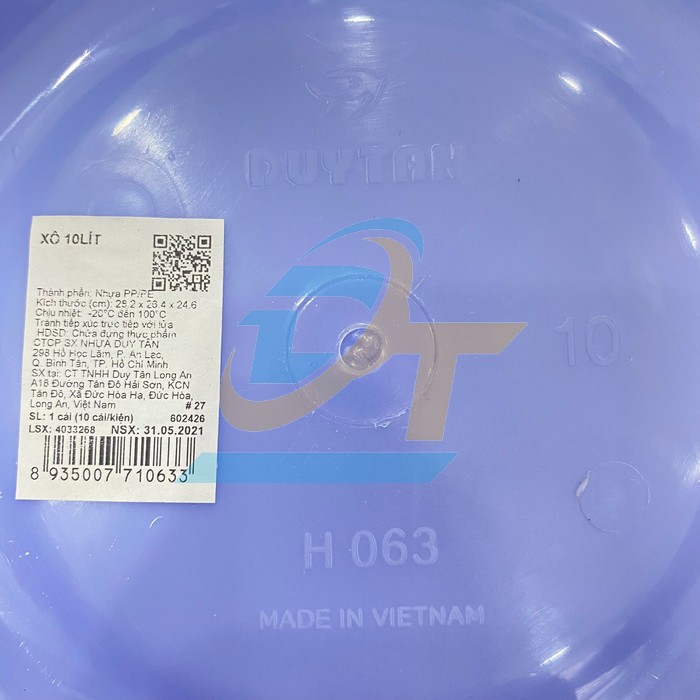 DUYTAN
XÔ 10LÍT
Thành phần: Nhựa PP/PE
Kích thước (cm): 28.2 x 26.4 x 24.6
Chịu nhiệt: -20°C đến 100°C
Tránh tiếp xúc trực tiếp với lửa
HDSD: Chứa đựng thực phẩm
CTCP SX NHỰA DUY TÂN
298 Hồ Học Lãm, P. An Lạc,
Q. Bình Tân, TP. Hồ Chí Minh
SX tại: CT TNHH Duy Tân Long An
A18 Đường Tân Đô Hải Sơn, KCN
Tân Đô, Xã Đức Hòa Hạ, Đức Hòa,
Long An, Việt Nam # 27
SL: 1 cái (10 cái/kiện) 602426
LSX: 4033268 NSX: 31.05.2021
8 935007 710633
DT
10
H 063
MADE IN VIETNAM